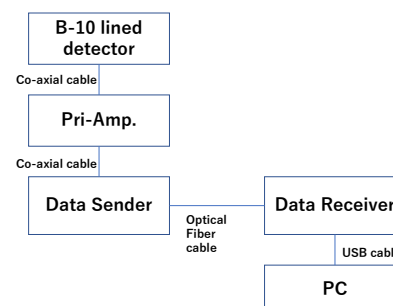 B-10 lined
detector
Co-axial cable
Pri-Amp.
Co-axial cable
Data Sender
Optical
Fiber
cable
Data Receiver
USB cabl
PC